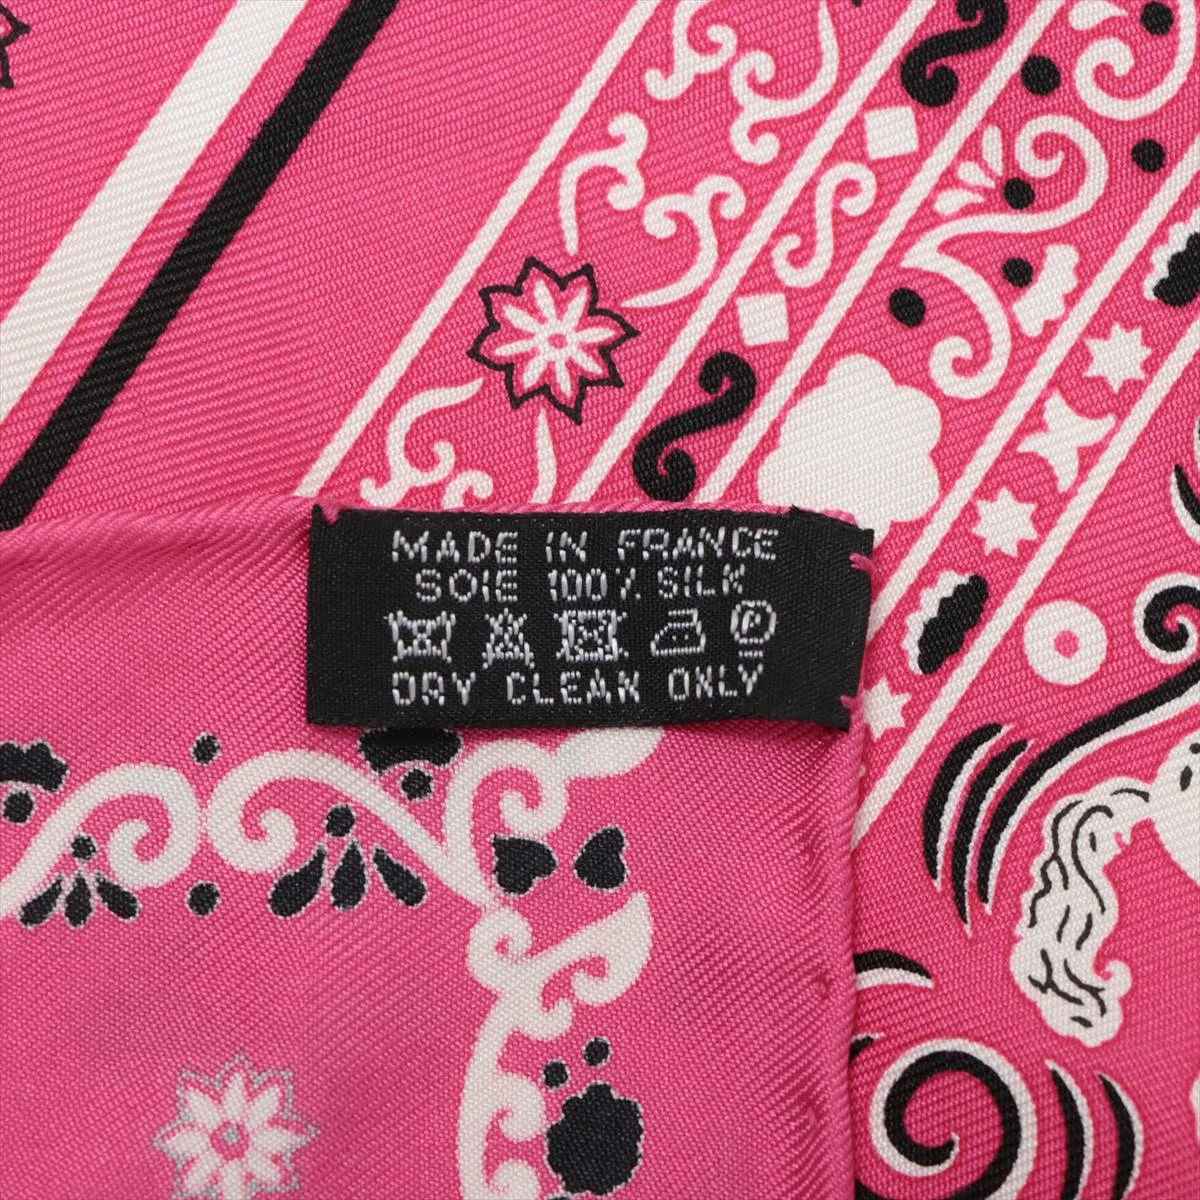 MADE IN FRANCE
SOIE 100% SILK
P
DRY CLEAN ONLY